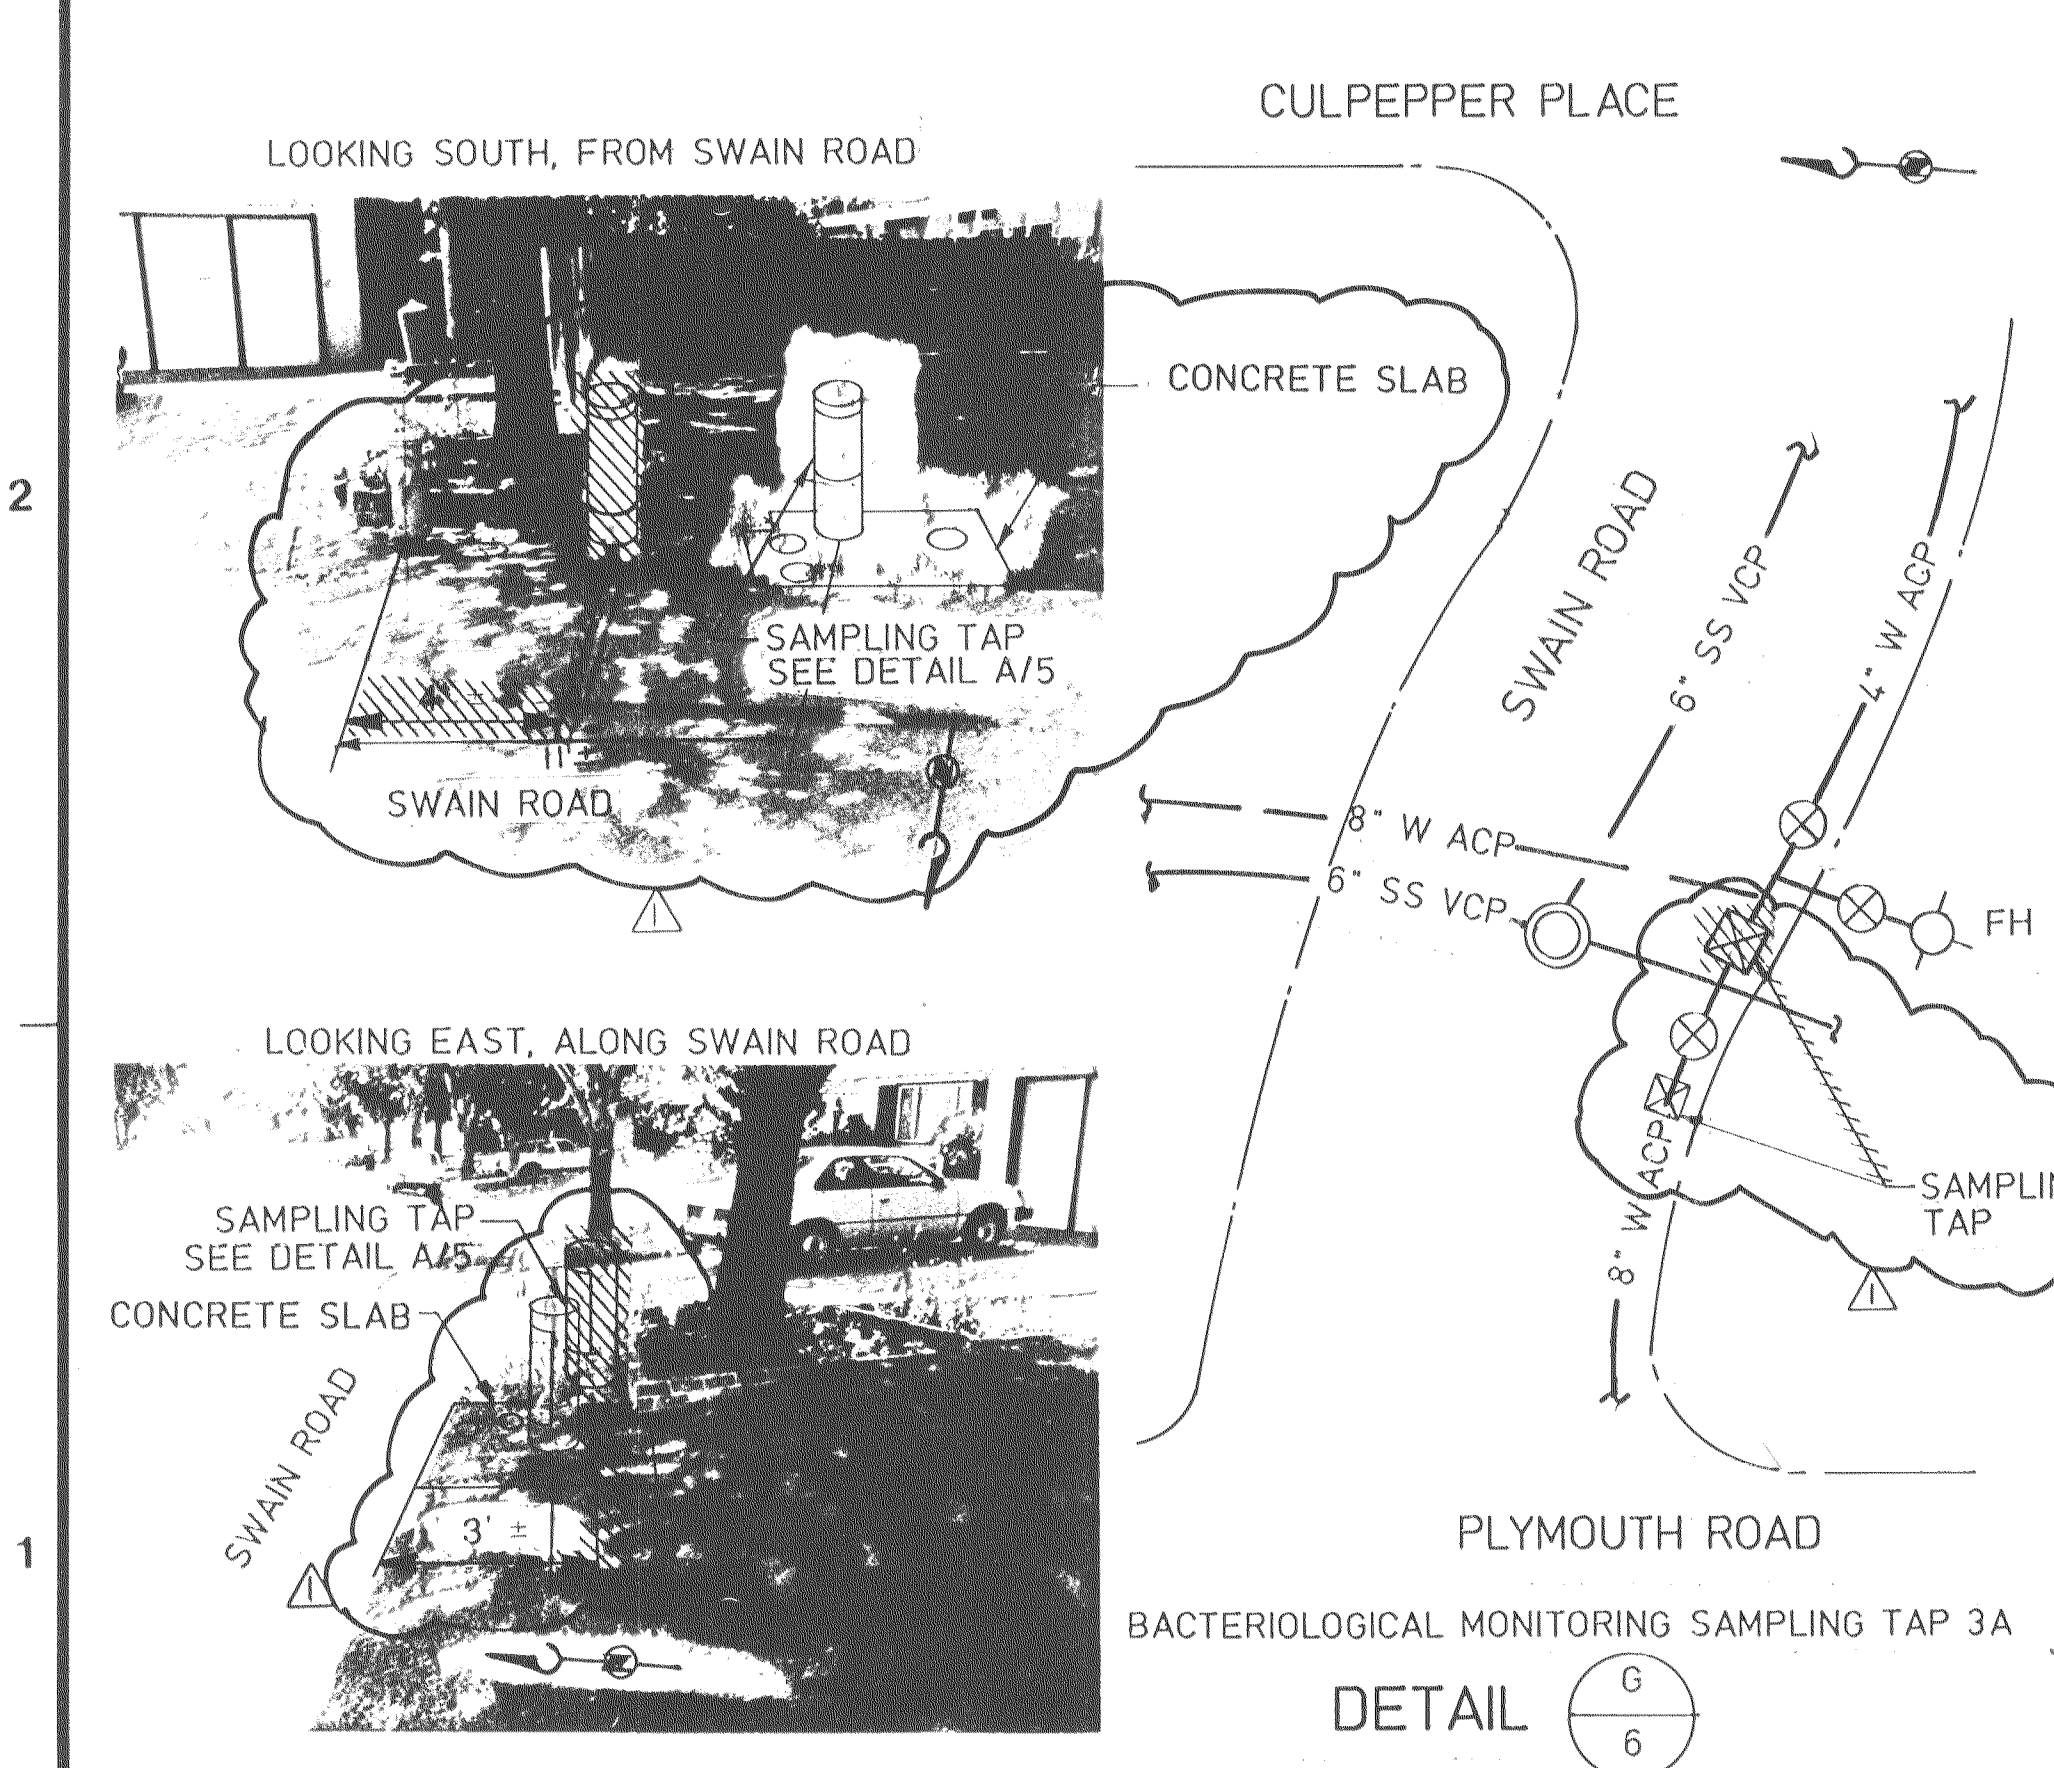 CULPEPPER PLACE
LOOKING SOUTH, FROM SWAIN ROAD
CONCRETE SLAB
2
SAMPLING TAP
SEE DETAIL A/5
11' ±
SWAIN ROAD
1
SWAIN ROAD
6" SS VCP
4" W ACP
8" W ACP
6" SS VCP
FH
8" W ACP
SAMPLIN
TAP
1
LOOKING EAST, ALONG SWAIN ROAD
SAMPLING TAP
SEE DETAIL A/5
CONCRETE SLAB
SWAIN ROAD
3' ±
1
1
PLYMOUTH ROAD
BACTERIOLOGICAL MONITORING SAMPLING TAP 3A
DETAIL
G
6